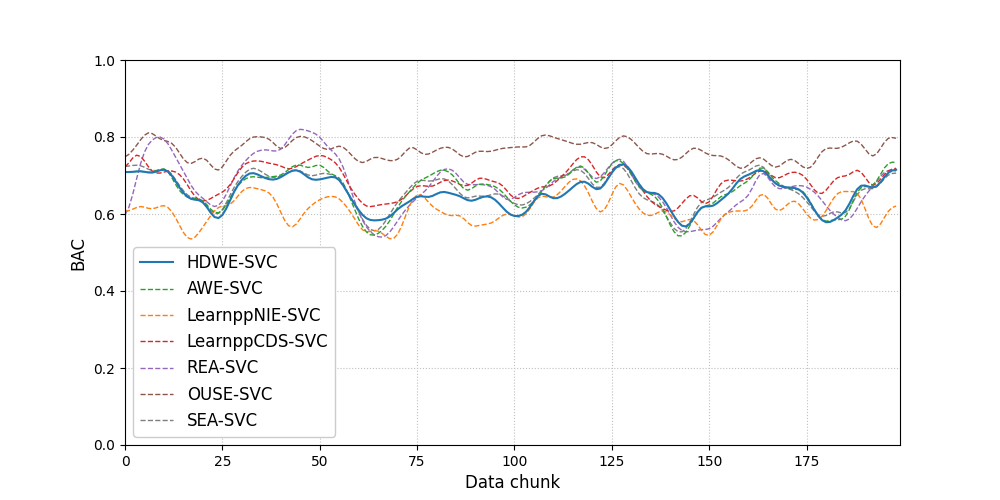 1.0
0.8
0.6
0.4
0.2
0.0
BAC
HDWE-SVC
AWE-SVC
LearnppNIE-SVC
LearnppCDS-SVC
REA-SVC
OUSE-SVC
SEA-SVC
0 25 50 75 100 125 150 175
Data chunk